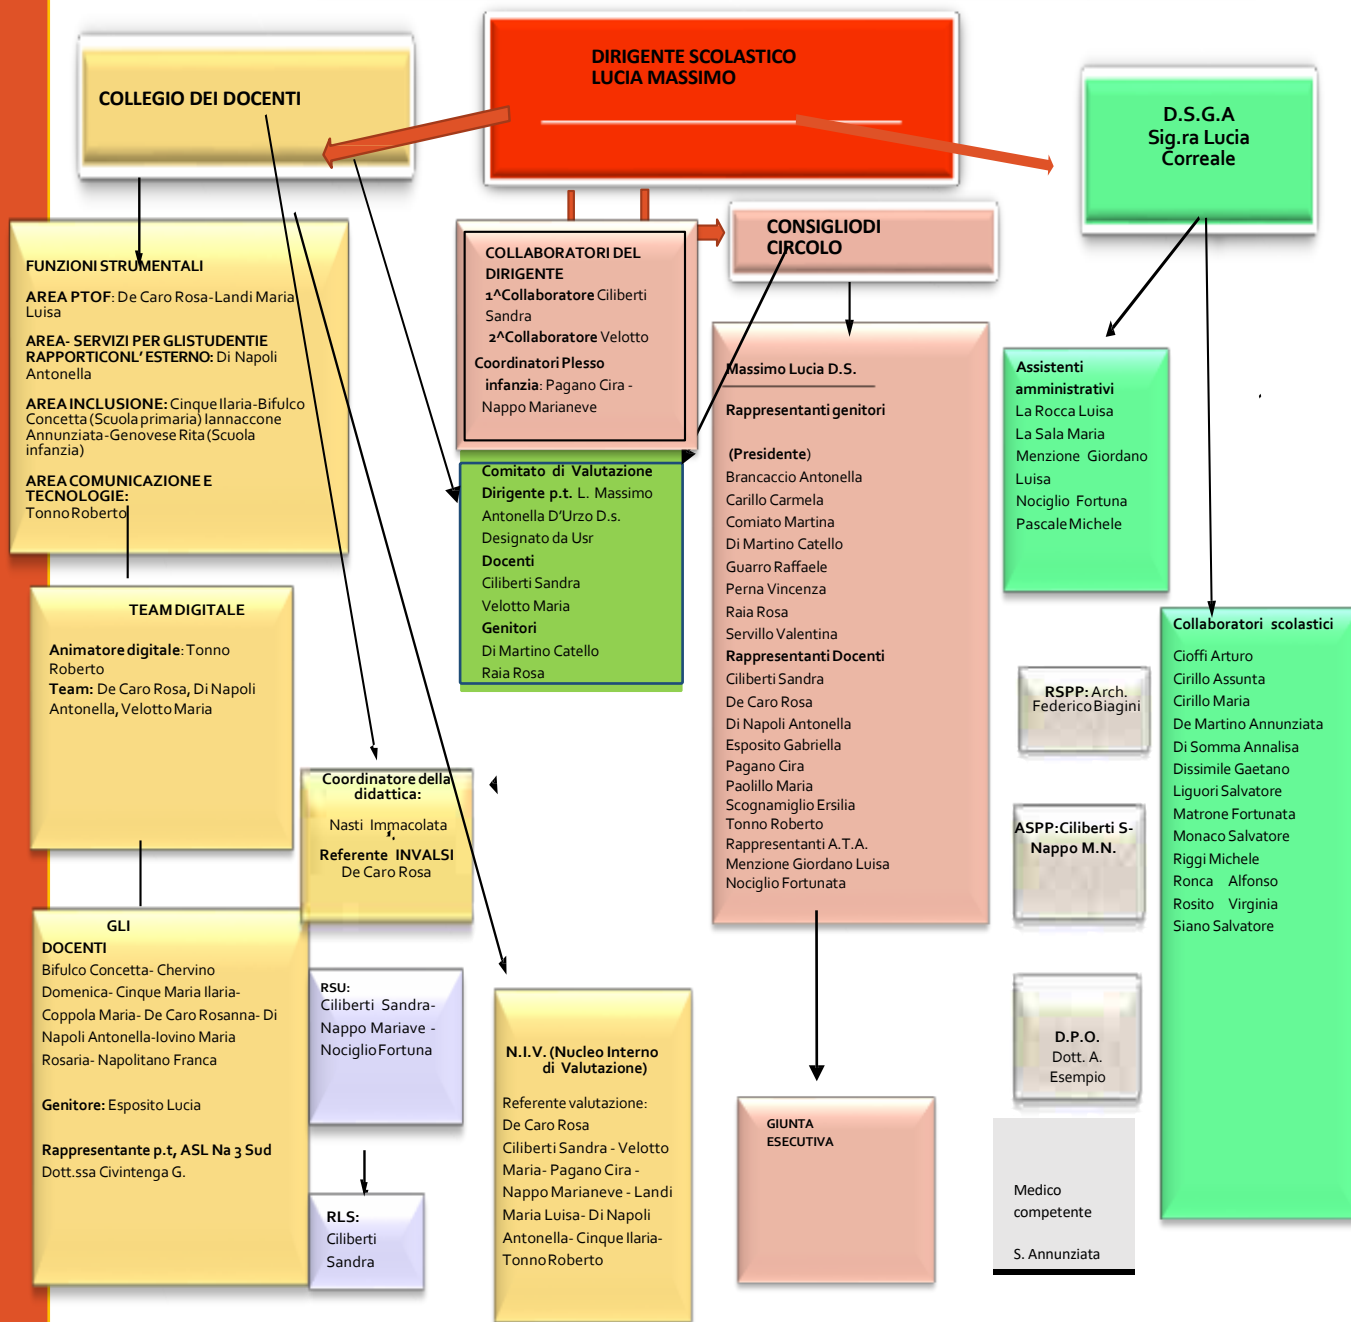 DIRIGENTE SCOLASTICO
LUCIA MASSIMO
COLLEGIO DEI DOCENTI
D.S.G.A
Sig.ra Lucia
Correale
FUNZIONI STRUMENTALI
AREA PTOF: De Caro Rosa-Landi Maria
Luisa
AREA- SERVIZI PER GLISTUDENTIE
RAPPORTICONL' ESTERNO: Di Napoli
Antonella
AREA INCLUSIONE: Cinque Ilaria-Bifulco
Concetta (Scuola primaria) Iannaccone
Annunziata-Genovese Rita (Scuola
infanzia)
AREA COMUNICAZIONE E
TECNOLOGIE:
Tonno Roberto
COLLABORATORI DEL
DIRIGENTE
1^Collaboratore Ciliberti
Sandra
2^Collaboratore Velotto
Coordinatori Plesso
infanzia: Pagano Cira -
Nappo Marianeve
CONSIGLIODI
CIRCOLO
Comitato di Valutazione
Dirigente p.t. L. Massimo
Antonella D'Urzo D.s.
Designato da Usr
Docenti
Ciliberti Sandra
Velotto Maria
Genitori
Di Martino Catello
Raia Rosa
Massimo Lucia D.S.
Rappresentanti genitori
(Presidente)
Brancaccio Antonella
Carillo Carmela
Comiato Martina
Di Martino Catello
Guarro Raffaele
Perna Vincenza
Raia Rosa
Servillo Valentina
Rappresentanti Docenti
Ciliberti Sandra
De Caro Rosa
Di Napoli Antonella
Esposito Gabriella
Pagano Cira
Paolillo Maria
Scognamiglio Ersilia
Tonno Roberto
Rappresentanti A.T.A.
Menzione Giordano Luisa
Nociglio Fortunata
Assistenti
amministrativi
La Rocca Luisa
La Sala Maria
Menzione Giordano
Luisa
Nociglio Fortuna
Pascale Michele
Collaboratori scolastici
Cioffi Arturo
Cirillo Assunta
Cirillo Maria
De Martino Annunziata
Di Somma Annalisa
Dissimile Gaetano
Liguori Salvatore
Matrone Fortunata
Monaco Salvatore
Riggi Michele
Ronca Alfonso
Rosito Virginia
Siano Salvatore
TEAM DIGITALE
Animatore digitale: Tonno
Roberto
Team: De Caro Rosa, Di Napoli
Antonella, Velotto Maria
RSPP: Arch.
Federico Biagini
Coordinatore della
didattica:
Nasti Immacolata
Referente INVALSI
De Caro Rosa
ASPP:Ciliberti S-
Nappo M.N.
GLI
DOCENTI
Bifulco Concetta- Chervino
Domenica- Cinque Maria Ilaria-
Coppola Maria- De Caro Rosanna- Di
Napoli Antonella-Iovino Maria
Rosaria- Napolitano Franca
Genitore: Esposito Lucia
Rappresentante p.t, ASL Na 3 Sud
Dott.ssa Civintenga G.
RSU:
Ciliberti Sandra-
Nappo Mariave -
Nociglio Fortuna
RLS:
Ciliberti
Sandra
N.I.V. (Nucleo Interno
di Valutazione)
Referente valutazione:
De Caro Rosa
Ciliberti Sandra - Velotto
Maria- Pagano Cira -
Nappo Marianeve - Landi
Maria Luisa- Di Napoli
Antonella- Cinque Ilaria-
Tonno Roberto
GIUNTA
ESECUTIVA
D.P.O.
Dott. A.
Esempio
Medico
competente
S. Annunziata